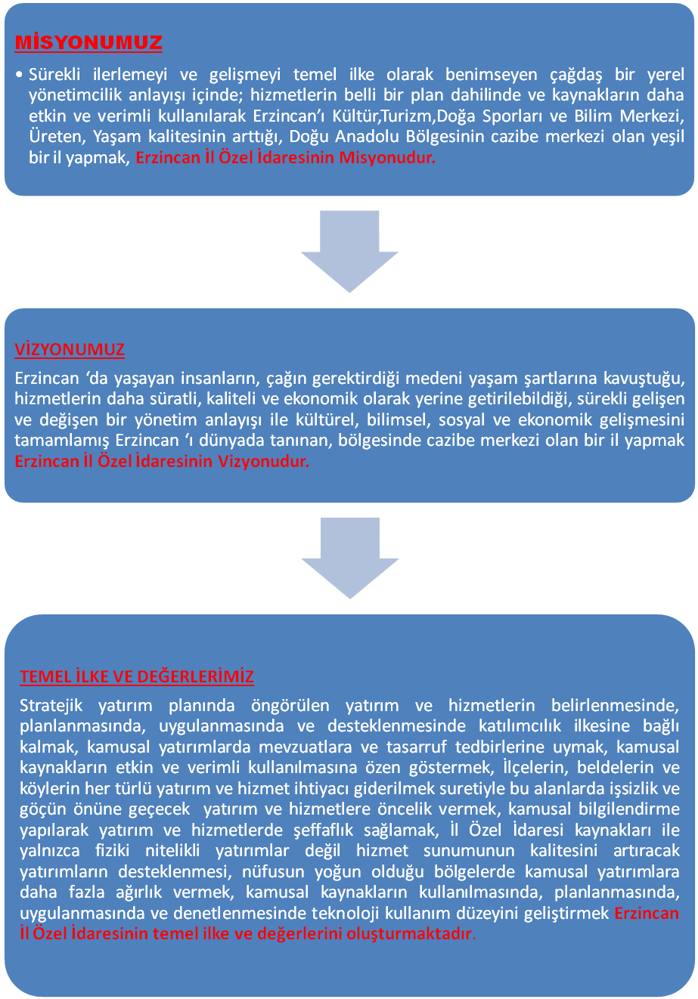 MİSYONUMUZ
• Sürekli ilerlemeyi ve gelişmeyi temel ilke olarak benimseyen çağdaş bir yerel
yönetimcilik anlayışı içinde; hizmetlerin belli bir plan dahilinde ve kaynakların daha
etkin ve verimli kullanılarak Erzincan’ı Kültür,Turizm,Doğa Sporları ve Bilim Merkezi,
Üreten, Yaşam kalitesinin arttığı, Doğu Anadolu Bölgesinin cazibe merkezi olan yeşil
bir il yapmak, Erzincan İl Özel İdaresinin Misyonudur.
VİZYONUMUZ
Erzincan ‘da yaşayan insanların, çağın gerektirdiği medeni yaşam şartlarına kavuştuğu,
hizmetlerin daha süratli, kaliteli ve ekonomik olarak yerine getirilebildiği, sürekli gelişen
ve değişen bir yönetim anlayışı ile kültürel, bilimsel, sosyal ve ekonomik gelişmesini
tamamlamış Erzincan ‘ı dünyada tanınan, bölgesinde cazibe merkezi olan bir il yapmak
Erzincan İl Özel İdaresinin Vizyonudur.
TEMEL İLKE VE DEĞERLERİMİZ
Stratejik yatırım planında öngörülen yatırım ve hizmetlerin belirlenmesinde,
planlanmasında, uygulanmasında ve desteklenmesinde katılımcılık ilkesine bağlı
kalmak, kamusal yatırımlarda mevzuatlara ve tasarruf tedbirlerine uymak, kamusal
kaynakların etkin ve verimli kullanılmasına özen göstermek, İlçelerin, beldelerin ve
köylerin her türlü yatırım ve hizmet ihtiyacı giderilmek suretiyle bu alanlarda işsizlik ve
göçün önüne geçecek  yatırım ve hizmetlere öncelik vermek, kamusal bilgilendirme
yapılarak yatırım ve hizmetlerde şeffaflık sağlamak, İl Özel İdaresi kaynakları ile
yalnızca fiziki nitelikli yatırımlar değil hizmet sunumunun kalitesini artıracak
yatırımların desteklenmesi, nüfusun yoğun olduğu bölgelerde kamusal yatırımlara
daha fazla ağırlık vermek, kamusal kaynakların kullanılmasında, planlanmasında,
uygulanmasında ve denetlenmesinde teknoloji kullanım düzeyini geliştirmek Erzincan
İl Özel İdaresinin temel ilke ve değerlerini oluşturmaktadır.